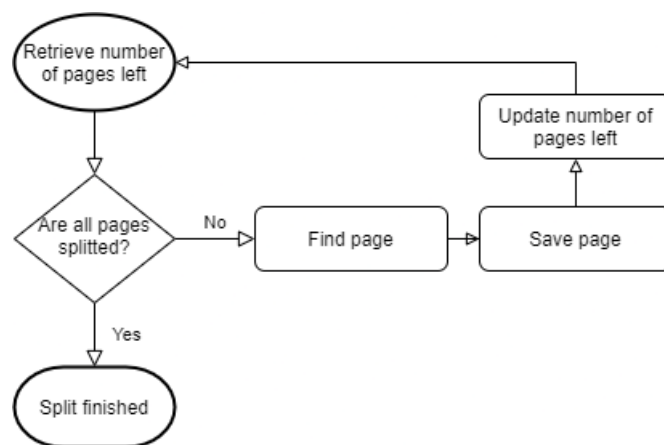 Retrieve number
of pages left
Update number of
pages left
Are all pages
splitted?
No
Find page
Save page
Yes
Split finished